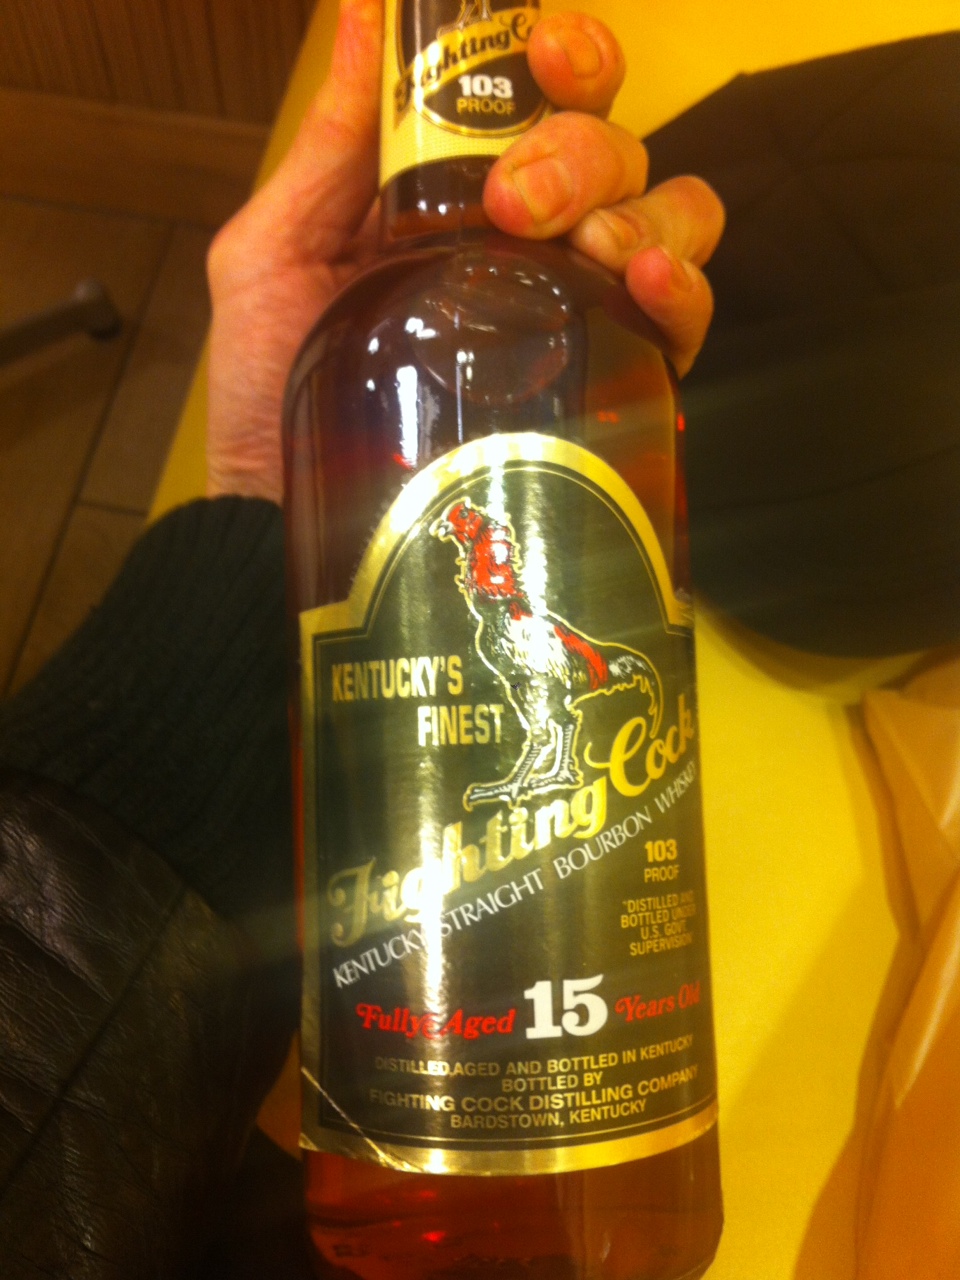 Fighting
103
PROOF
KENTUCKY'S
FINEST
Fighting Cock
KENTUCKY STRAIGHT BOURBON WHISKEY
103
PROOF
"DISTILLED AND
BOTTLED UNDER
U.S. GOVT.
SUPERVISION"
Fully Aged 15 Years Old
DISTILLED, AGED AND BOTTLED IN KENTUCKY
BOTTLED BY
FIGHTING COCK DISTILLING COMPANY
BARDSTOWN, KENTUCKY